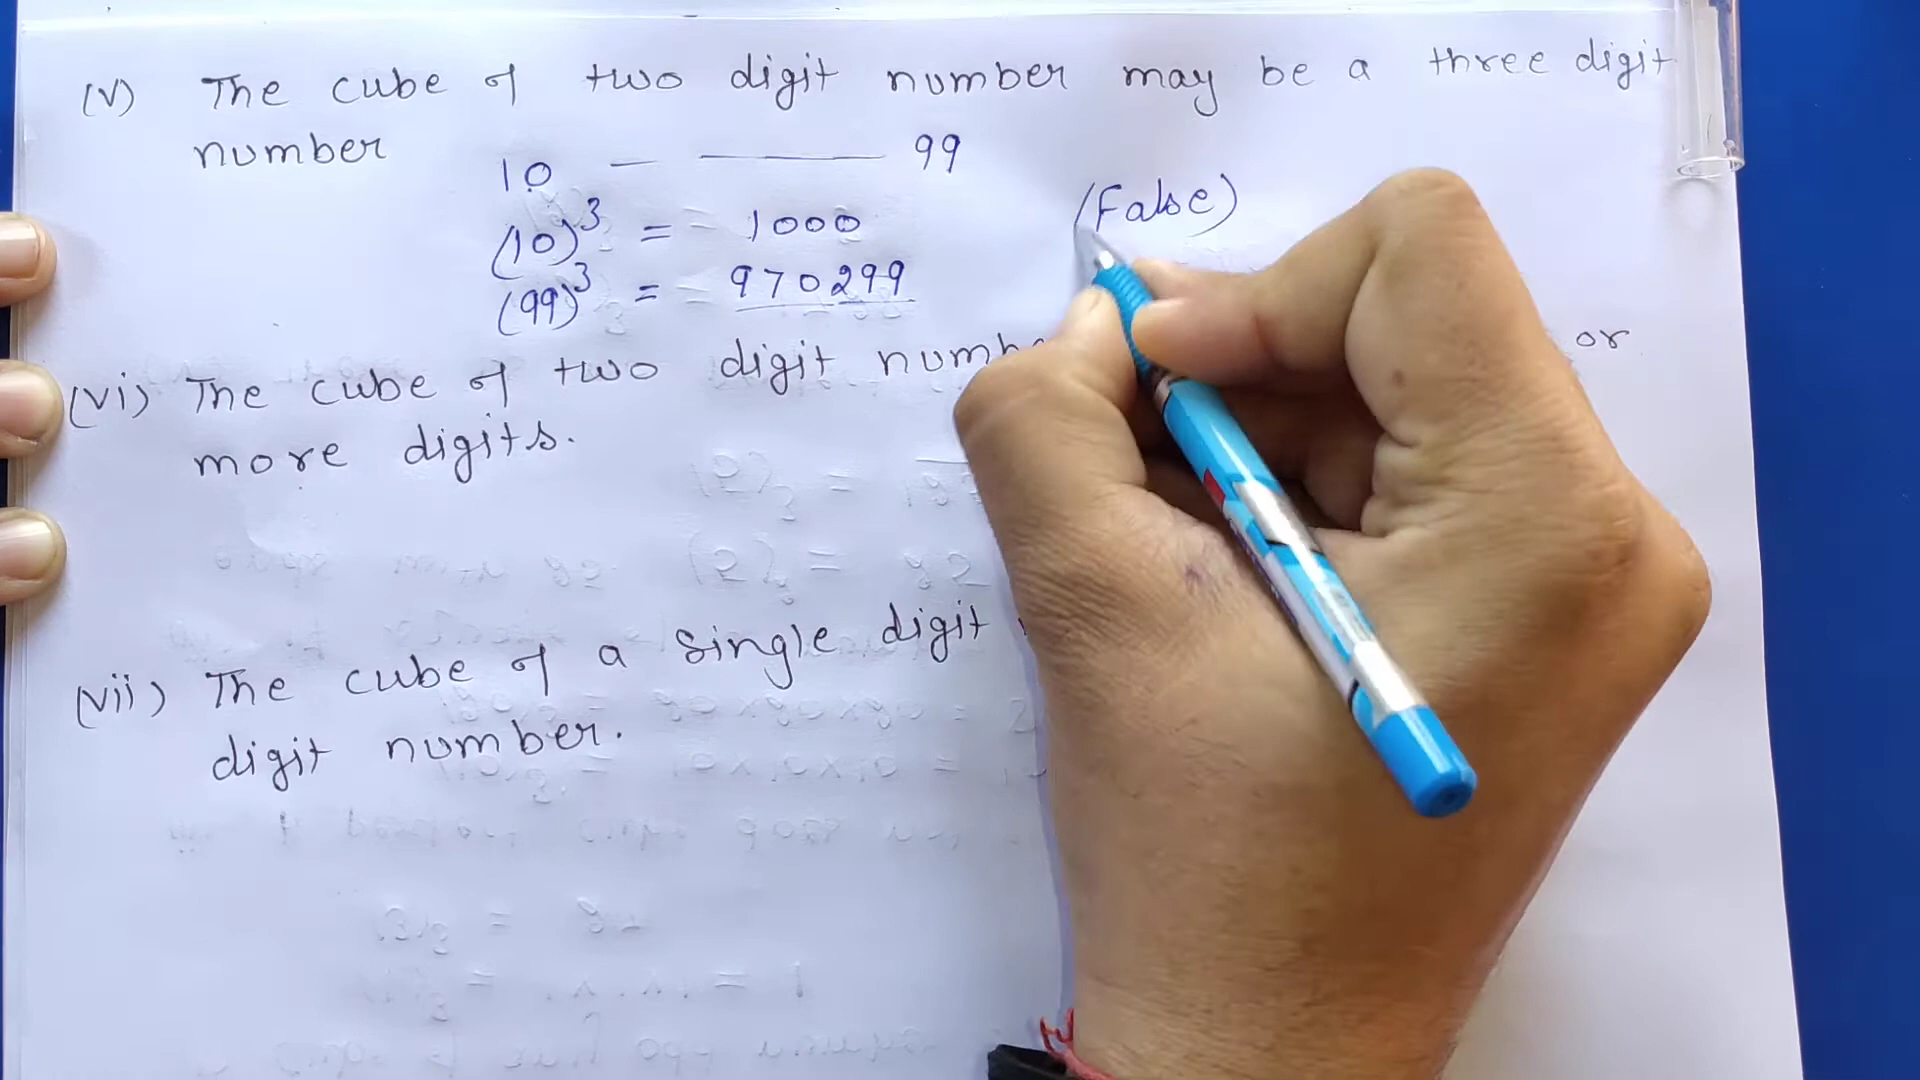 (v) The cube of two digit number may be a three digit
number
10 — —— 99
(10)³ = 1000
(False)
(99)³ = 970299
(vi) The cube of two digit or
more digits.
(vii) The cube of a single digit
digit number.